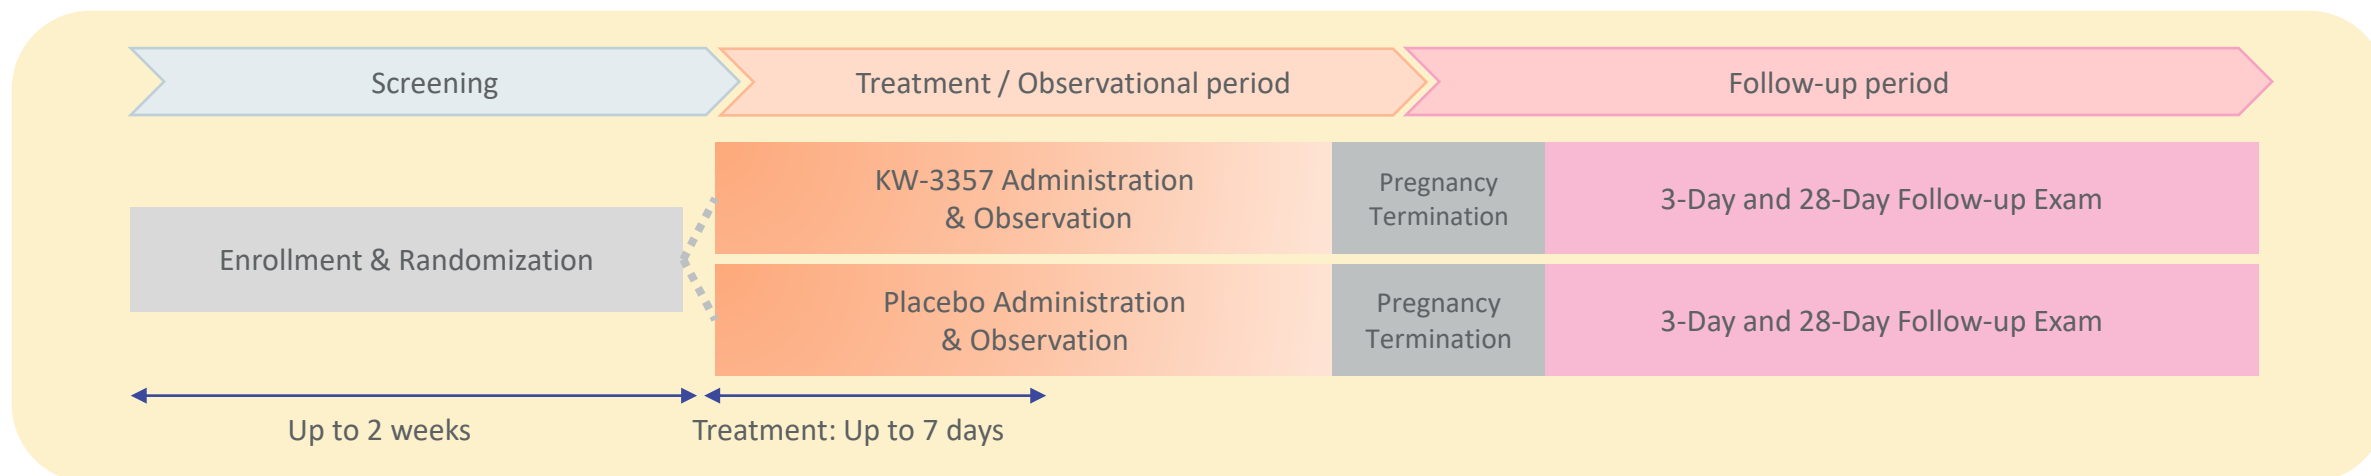 Screening
Treatment / Observational period
Follow-up period
Enrollment & Randomization
KW-3357 Administration
& Observation
Pregnancy
Termination
3-Day and 28-Day Follow-up Exam
Placebo Administration
& Observation
Pregnancy
Termination
3-Day and 28-Day Follow-up Exam
Up to 2 weeks
Treatment: Up to 7 days